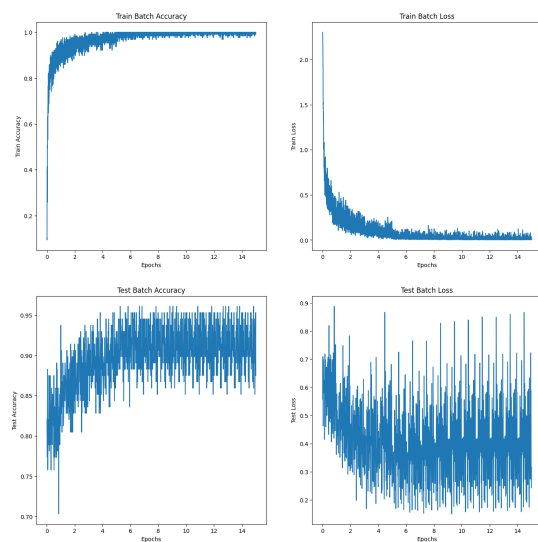 Train Batch Accuracy
Train Accuracy
1.0
0.8
0.6
0.4
0.2
0 2 4 6 8 10 12 14
Epochs
Train Batch Loss
Train Loss
2.0
1.5
1.0
0.5
0.0
0 2 4 6 8 10 12 14
Epochs
Test Batch Accuracy
Test Accuracy
0.95
0.90
0.85
0.80
0.75
0.70
0 2 4 6 8 10 12 14
Epochs
Test Batch Loss
Test Loss
0.9
0.8
0.7
0.6
0.5
0.4
0.3
0.2
0 2 4 6 8 10 12 14
Epochs